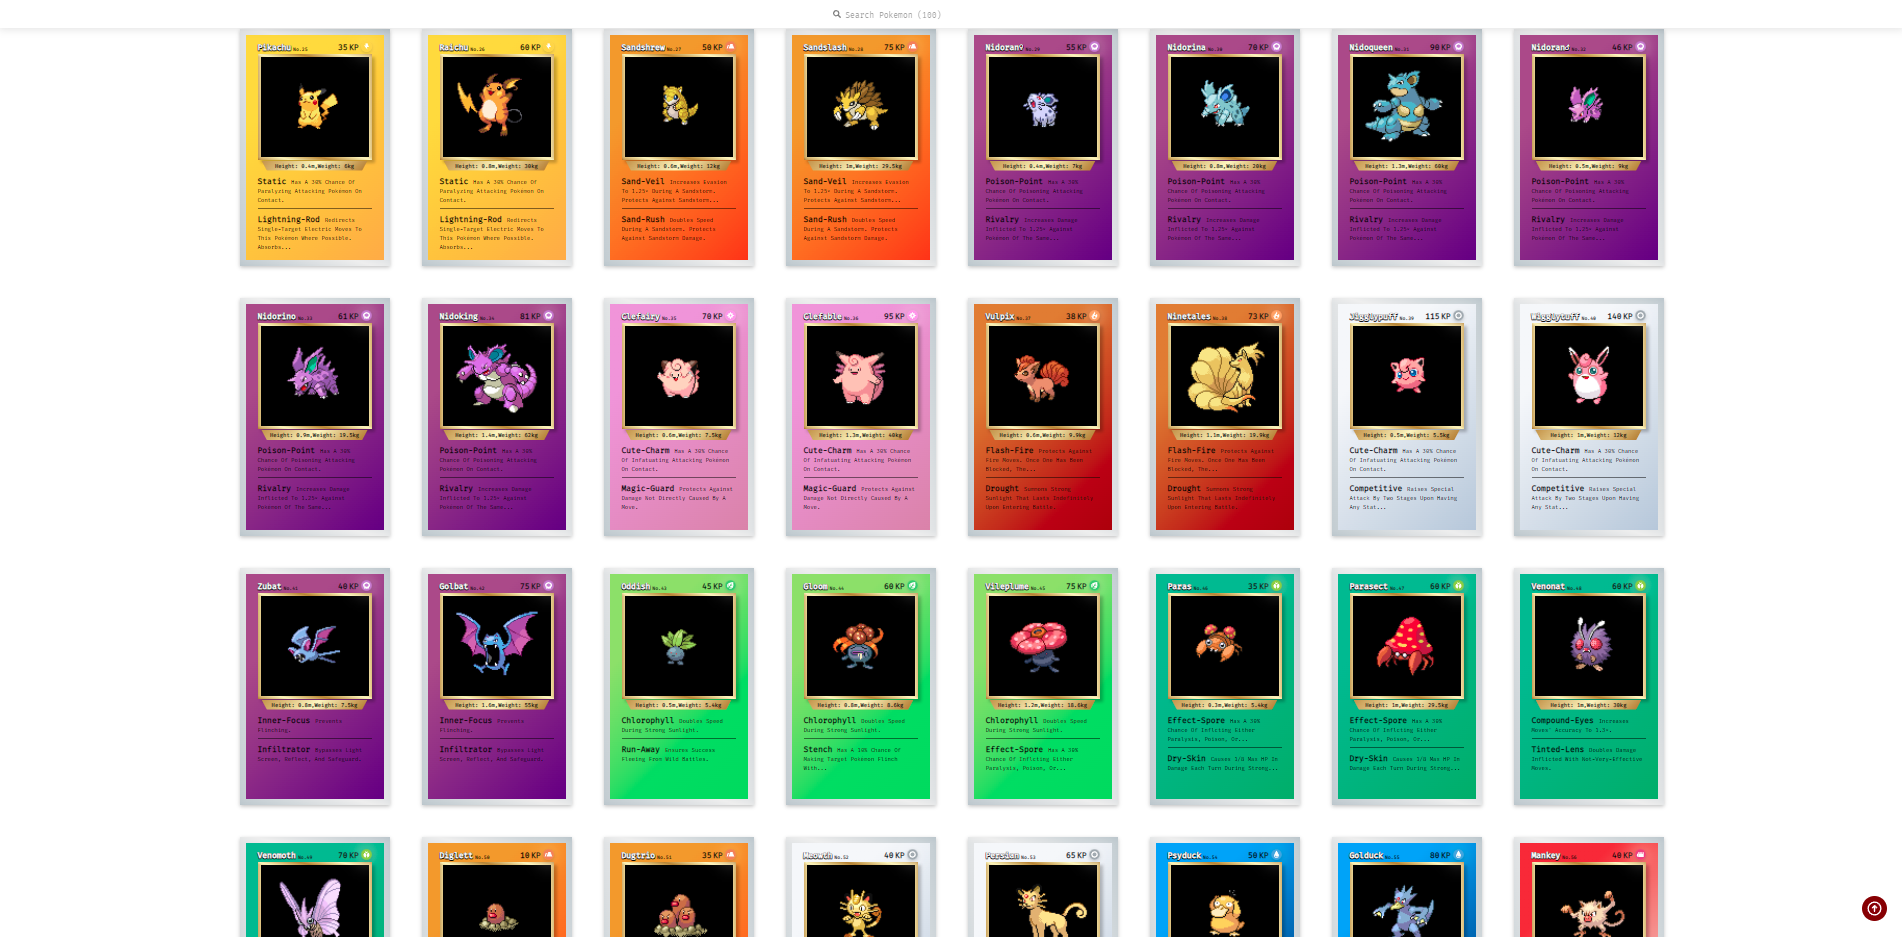 Search Pokemon (100)
Pikachu No.25 35 KP
Height: 0.4m,Weight: 6kg
Static Has A 30% Chance Of
Paralyzing Attacking Pokémon On
Contact.
Lightning-Rod Redirects
Single-Target Electric Moves To
This Pokémon Where Possible.
Absorbs...
Raichu No.26 60 KP
Height: 0.8m,Weight: 30kg
Static Has A 30% Chance Of
Paralyzing Attacking Pokémon On
Contact.
Lightning-Rod Redirects
Single-Target Electric Moves To
This Pokémon Where Possible.
Absorbs...
Sandshrew No.27 50 KP
Height: 0.6m,Weight: 12kg
Sand-Veil Increases Evasion
To 1.25× During A Sandstorm.
Protects Against Sandstorm...
Sand-Rush Doubles Speed
During A Sandstorm. Protects
Against Sandstorm Damage.
Sandslash No.28 75 KP
Height: 1m,Weight: 29.5kg
Sand-Veil Increases Evasion
To 1.25× During A Sandstorm.
Protects Against Sandstorm...
Sand-Rush Doubles Speed
During A Sandstorm. Protects
Against Sandstorm Damage.
Nidoran♀ No.29 55 KP
Height: 0.4m,Weight: 7kg
Poison-Point Has A 30%
Chance Of Poisoning Attacking
Pokémon On Contact.
Rivalry Increases Damage
Inflicted To 1.25× Against
Pokémon Of The Same...
Nidorina No.30 70 KP
Height: 0.8m,Weight: 20kg
Poison-Point Has A 30%
Chance Of Poisoning Attacking
Pokémon On Contact.
Rivalry Increases Damage
Inflicted To 1.25× Against
Pokémon Of The Same...
Nidoqueen No.31 90 KP
Height: 1.3m,Weight: 60kg
Poison-Point Has A 30%
Chance Of Poisoning Attacking
Pokémon On Contact.
Rivalry Increases Damage
Inflicted To 1.25× Against
Pokémon Of The Same...
Nidoran♂ No.32 46 KP
Height: 0.5m,Weight: 9kg
Poison-Point Has A 30%
Chance Of Poisoning Attacking
Pokémon On Contact.
Rivalry Increases Damage
Inflicted To 1.25× Against
Pokémon Of The Same...
Nidorino No.33 61 KP
Height: 0.9m,Weight: 19.5kg
Poison-Point Has A 30%
Chance Of Poisoning Attacking
Pokémon On Contact.
Rivalry Increases Damage
Inflicted To 1.25× Against
Pokémon Of The Same...
Nidoking No.34 81 KP
Height: 1.4m,Weight: 62kg
Poison-Point Has A 30%
Chance Of Poisoning Attacking
Pokémon On Contact.
Rivalry Increases Damage
Inflicted To 1.25× Against
Pokémon Of The Same...
Clefairy No.35 70 KP
Height: 0.6m,Weight: 7.5kg
Cute-Charm Has A 30% Chance
Of Infatuating Attacking Pokémon
On Contact.
Magic-Guard Protects Against
Damage Not Directly Caused By A
Move.
Clefable No.36 95 KP
Height: 1.3m,Weight: 40kg
Cute-Charm Has A 30% Chance
Of Infatuating Attacking Pokémon
On Contact.
Magic-Guard Protects Against
Damage Not Directly Caused By A
Move.
Vulpix No.37 38 KP
Height: 0.6m,Weight: 9.9kg
Flash-Fire Protects Against
Fire Moves. Once One Has Been
Blocked, The...
Drought Summons Strong
Sunlight That Lasts Indefinitely
Upon Entering Battle.
Ninetales No.38 73 KP
Height: 1.1m,Weight: 19.9kg
Flash-Fire Protects Against
Fire Moves. Once One Has Been
Blocked, The...
Drought Summons Strong
Sunlight That Lasts Indefinitely
Upon Entering Battle.
Jigglypuff No.39 115 KP
Height: 0.5m,Weight: 5.5kg
Cute-Charm Has A 30% Chance
Of Infatuating Attacking Pokémon
On Contact.
Competitive Raises Special
Attack By Two Stages Upon Having
Any Stat...
Wigglytuff No.40 140 KP
Height: 1m,Weight: 12kg
Cute-Charm Has A 30% Chance
Of Infatuating Attacking Pokémon
On Contact.
Competitive Raises Special
Attack By Two Stages Upon Having
Any Stat...
Zubat No.41 40 KP
Height: 0.8m,Weight: 7.5kg
Inner-Focus Prevents
Flinching.
Infiltrator Bypasses Light
Screen, Reflect, And Safeguard.
Golbat No.42 75 KP
Height: 1.6m,Weight: 55kg
Inner-Focus Prevents
Flinching.
Infiltrator Bypasses Light
Screen, Reflect, And Safeguard.
Oddish No.43 45 KP
Height: 0.5m,Weight: 5.4kg
Chlorophyll Doubles Speed
During Strong Sunlight.
Run-Away Ensures Success
Fleeing From Wild Battles.
Gloom No.44 60 KP
Height: 0.8m,Weight: 8.6kg
Chlorophyll Doubles Speed
During Strong Sunlight.
Stench Has A 10% Chance Of
Making Target Pokémon Flinch
With...
Vileplume No.45 75 KP
Height: 1.2m,Weight: 18.6kg
Chlorophyll Doubles Speed
During Strong Sunlight.
Effect-Spore Has A 30%
Chance Of Inflcting Either
Paralysis, Poison, Or...
Paras No.46 35 KP
Height: 0.3m,Weight: 5.4kg
Effect-Spore Has A 30%
Chance Of Inflcting Either
Paralysis, Poison, Or...
Dry-Skin Causes 1/8 Max HP In
Damage Each Turn During Strong...
Parasect No.47 60 KP
Height: 1m,Weight: 29.5kg
Effect-Spore Has A 30%
Chance Of Inflcting Either
Paralysis, Poison, Or...
Dry-Skin Causes 1/8 Max HP In
Damage Each Turn During Strong...
Venonat No.48 60 KP
Height: 1m,Weight: 30kg
Compound-Eyes Increases
Moves' Accuracy To 1.3×.
Tinted-Lens Doubles Damage
Inflicted With Not-Very-Effective
Moves.
Venomoth No.49 70 KP
Diglett No.50 10 KP
Dugtrio No.51 35 KP
Meowth No.52 40 KP
Persian No.53 65 KP
Psyduck No.54 50 KP
Golduck No.55 80 KP
Mankey No.56 40 KP